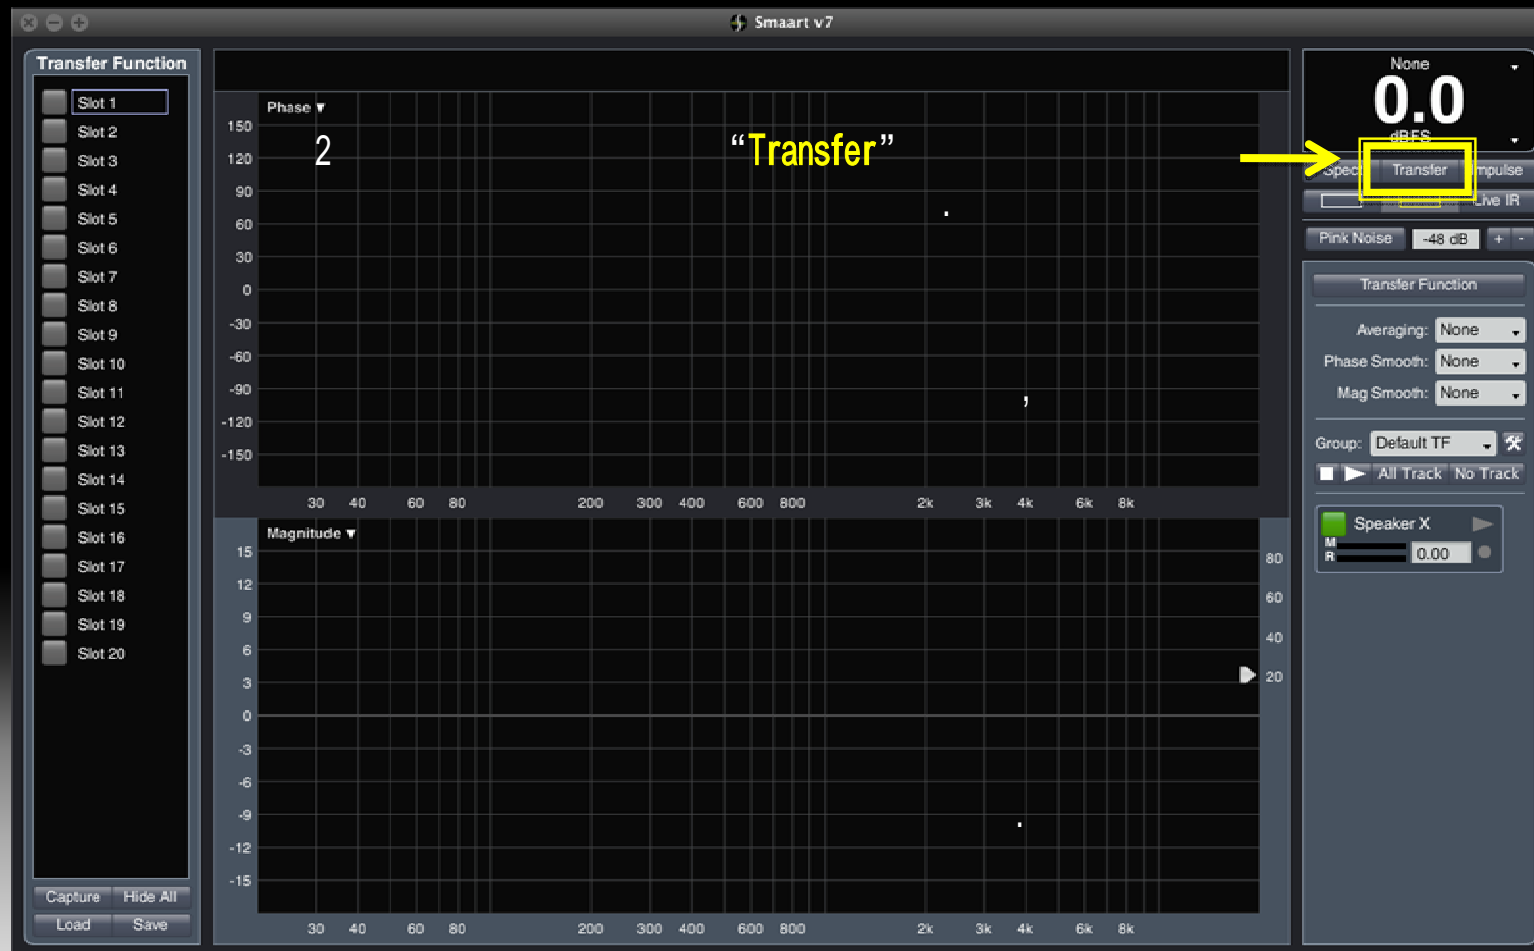 Smaart v7
Transfer Function
Slot 1
Slot 2
Slot 3
Slot 4
Slot 5
Slot 6
Slot 7
Slot 8
Slot 9
Slot 10
Slot 11
Slot 12
Slot 13
Slot 14
Slot 15
Slot 16
Slot 17
Slot 18
Slot 19
Slot 20
Capture Hide All
Load Save
Phase ▼
2 “Transfer”
.
,
150
120
90
60
30
0
-30
-60
-90
-120
-150
30 40 60 80 200 300 400 600 800 2k 3k 4k 6k 8k
Magnitude ▼
15
12
9
6
3
0
-3
-6
-9
-12
-15
.
80
60
40
20
30 40 60 80 200 300 400 600 800 2k 3k 4k 6k 8k
None
0.0
dBFS
Transfer
Live IR
Pink Noise -48 dB + -
Transfer Function
Averaging: None
Phase Smooth: None
Mag Smooth: None
Group: Default TF
All Track No Track
Speaker X
M
R 0.00